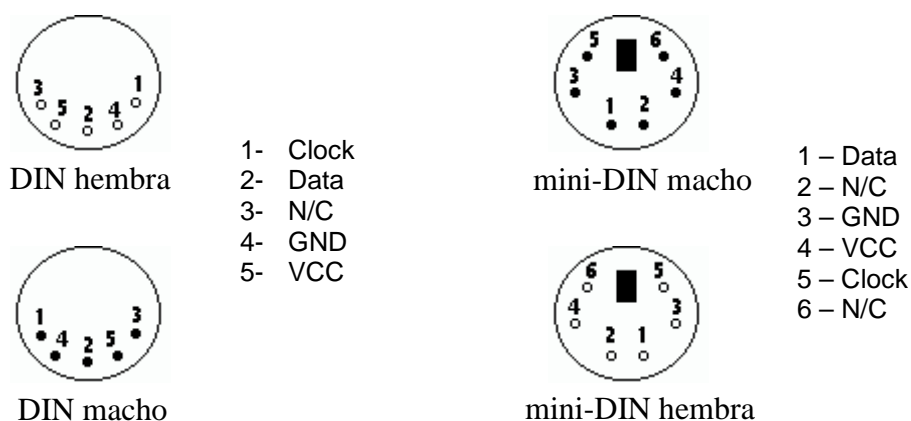 3 1
5 2 4
DIN hembra
1- Clock
2- Data
3- N/C
4- GND
5- VCC
1 3
4 2 5
DIN macho
5 6
3 4
1 2
mini-DIN macho
1 – Data
2 – N/C
3 – GND
4 – VCC
5 – Clock
6 – N/C
6 5
4 3
2 1
mini-DIN hembra